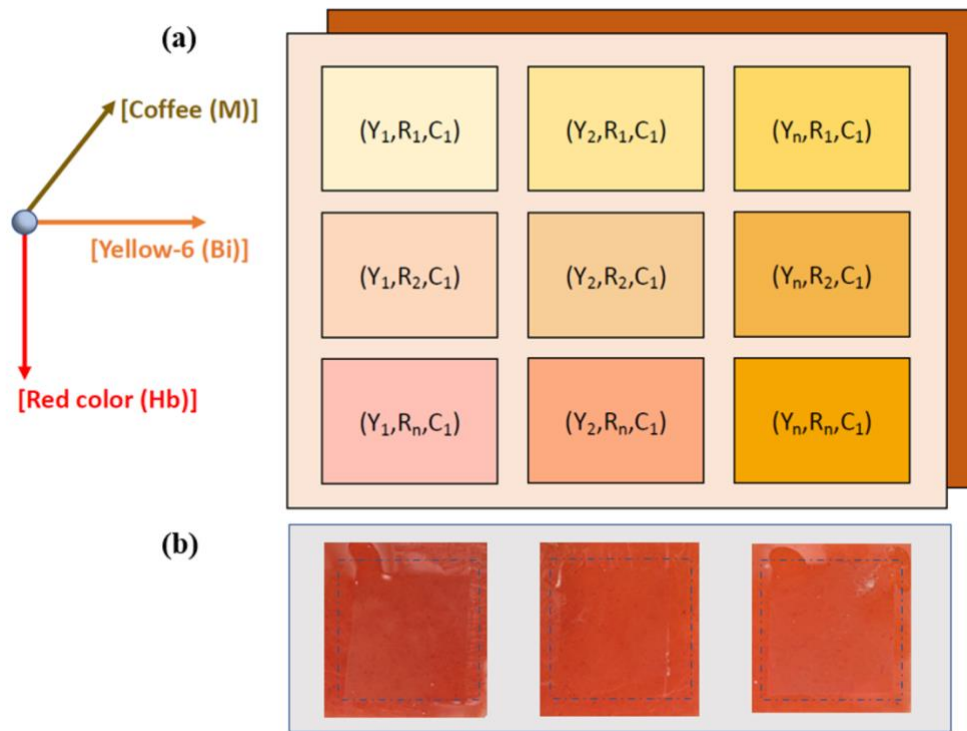 (a)
[Coffee (M)]
[Yellow-6 (Bi)]
[Red color (Hb)]
(Y₁,R₁,C₁) (Y₂,R₁,C₁) (Yₙ,R₁,C₁)
(Y₁,R₂,C₁) (Y₂,R₂,C₁) (Yₙ,R₂,C₁)
(Y₁,Rₙ,C₁) (Y₂,Rₙ,C₁) (Yₙ,Rₙ,C₁)
(b)